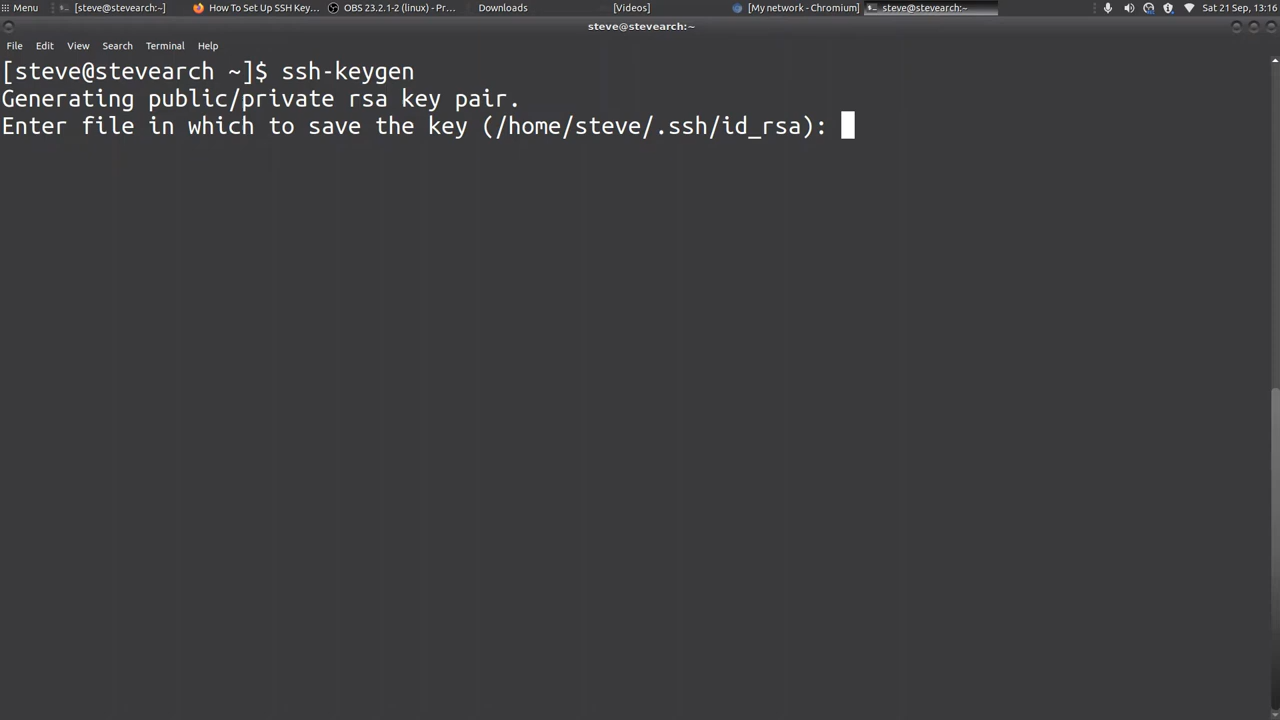 Menu [steve@stevearch:~] How To Set Up SSH Key... OBS 23.2.1-2 (linux) - Pr... Downloads [Videos] [My network - Chromium] steve@stevearch:~ Sat 21 Sep, 13:16
steve@stevearch:~
File Edit View Search Terminal Help
[steve@stevearch ~]$ ssh-keygen
Generating public/private rsa key pair.
Enter file in which to save the key (/home/steve/.ssh/id_rsa):